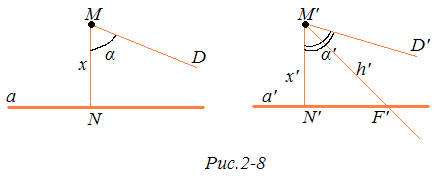 M M'
D D'
x α x' α' h'
a a'
N N' F'
Рис.2-8